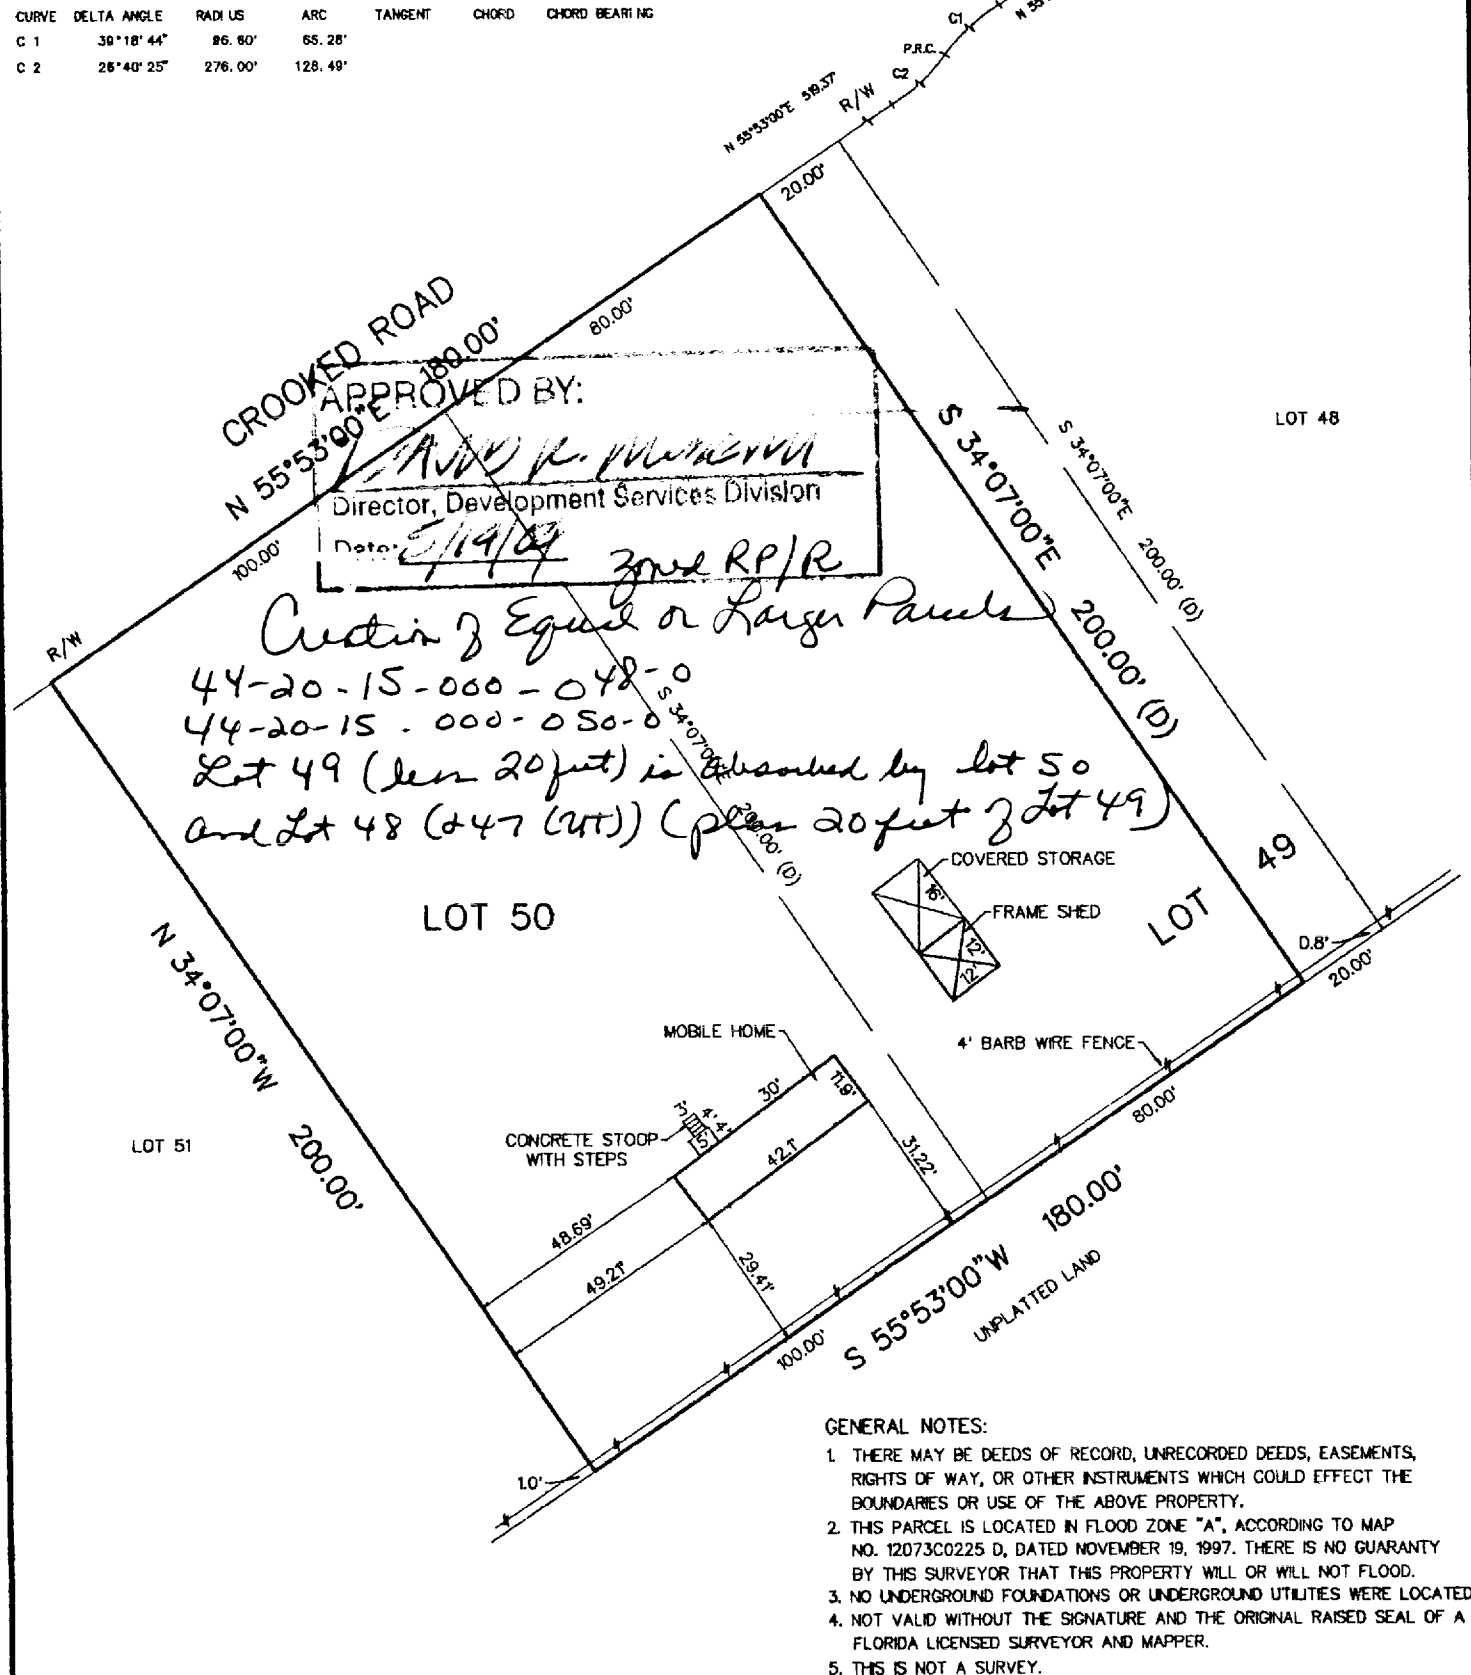 CURVE DELTA ANGLE RADIUS ARC TANGENT CHORD CHORD BEARING
C 1 39°18'44" 96.60' 65.28'
C 2 26°40'25" 276.00' 128.49'
C1
P.R.C.
C2
R/W
N 55°53'00"E 519.37'
20.00'
CROOKED ROAD
N 55°53'00"E 180.00'
80.00'
100.00'
R/W
APPROVED BY:
Director, Development Services Division
Date: 5/19/09
Zoned RP/R
Creation of Equal or Larger Parcels
44-20-15-000-048-0
44-20-15-000-050-0
Lot 49 (less 20 feet) is absorbed by lot 50
and Lot 48 (+47 (UT)) (plus 20 feet of Lot 49)
S 34°07'00"E 200.00' (D)
S 34°07'00"E 200.00' (D)
S 34°07'00"E 200.00' (D)
LOT 48
LOT 50
LOT 49
LOT 51
N 34°07'00"W 200.00'
COVERED STORAGE
16'
FRAME SHED
12'
12'
0.8'
20.00'
4' BARB WIRE FENCE
80.00'
MOBILE HOME
30'
11.9'
42.1'
31.22'
3'
4'
4'
5'
CONCRETE STOOP
WITH STEPS
48.69'
49.21'
29.41'
100.00'
1.0'
S 55°53'00"W 180.00'
UNPLATTED LAND
GENERAL NOTES:
1. THERE MAY BE DEEDS OF RECORD, UNRECORDED DEEDS, EASEMENTS,
RIGHTS OF WAY, OR OTHER INSTRUMENTS WHICH COULD EFFECT THE
BOUNDARIES OR USE OF THE ABOVE PROPERTY.
2. THIS PARCEL IS LOCATED IN FLOOD ZONE "A", ACCORDING TO MAP
NO. 12073C0225 D, DATED NOVEMBER 19, 1997. THERE IS NO GUARANTY
BY THIS SURVEYOR THAT THIS PROPERTY WILL OR WILL NOT FLOOD.
3. NO UNDERGROUND FOUNDATIONS OR UNDERGROUND UTILITIES WERE LOCATED
4. NOT VALID WITHOUT THE SIGNATURE AND THE ORIGINAL RAISED SEAL OF A
FLORIDA LICENSED SURVEYOR AND MAPPER.
5. THIS IS NOT A SURVEY.